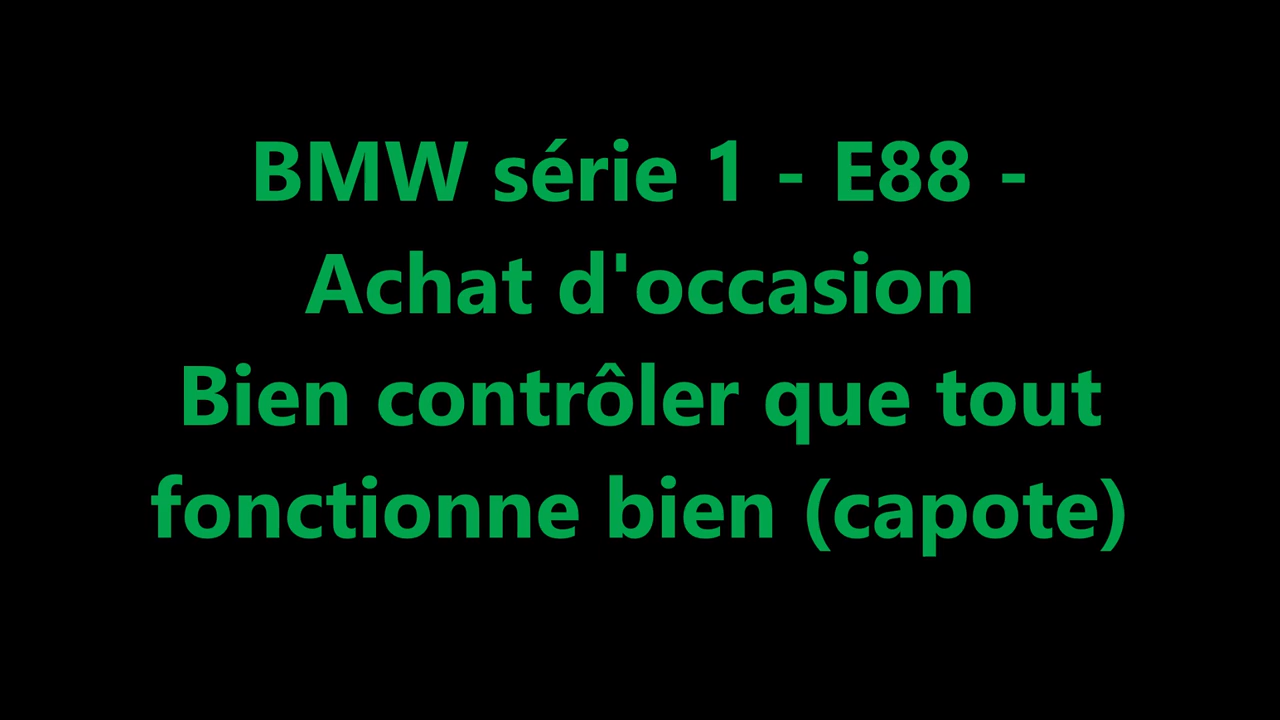 BMW série 1 - E88 -
Achat d'occasion
Bien contrôler que tout
fonctionne bien (capote)